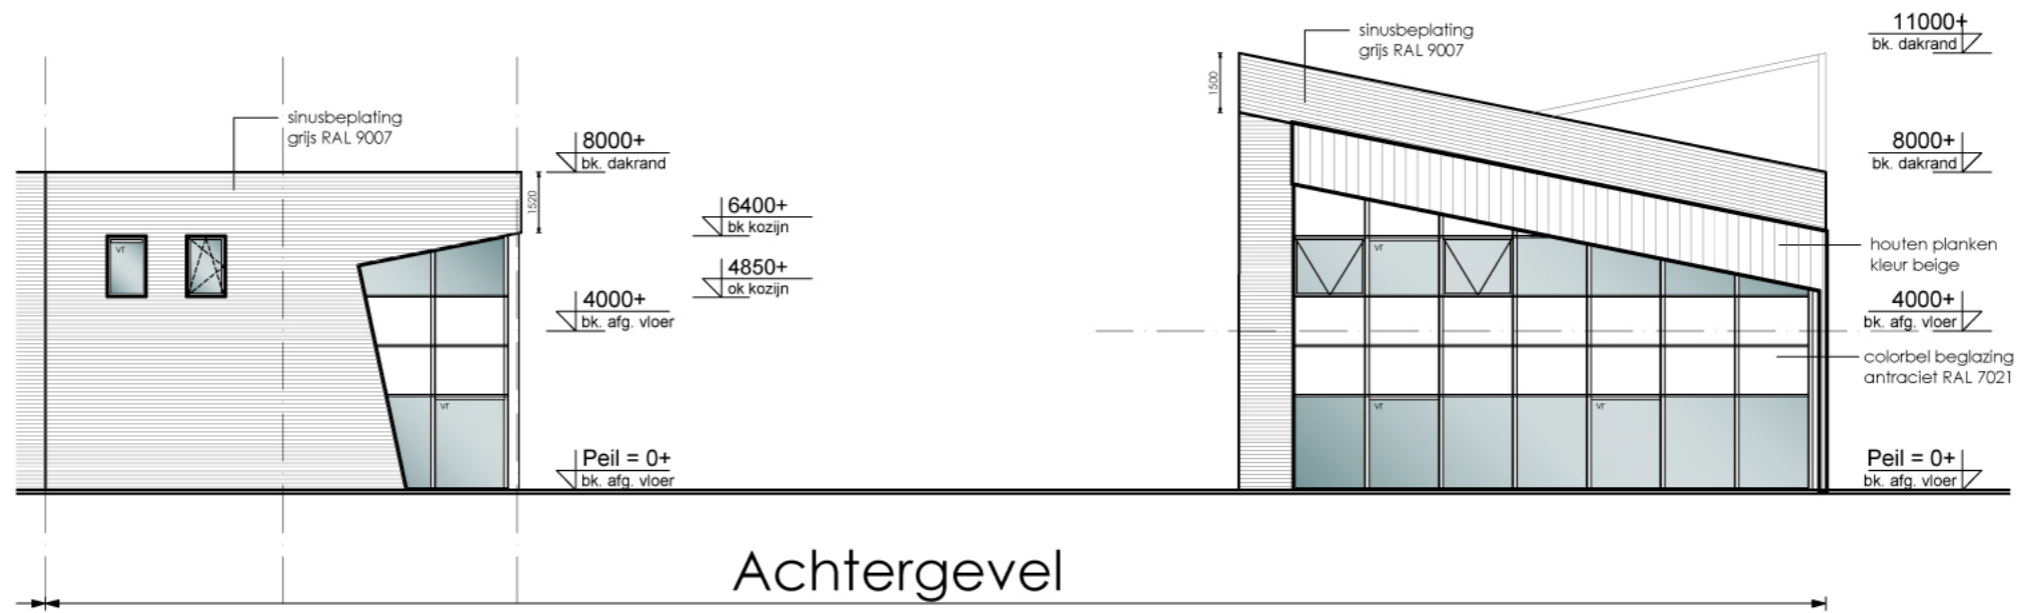 sinusbeplating
grijs RAL 9007
8000+
bk. dakrand
1520
6400+
bk kozijn
4850+
ok kozijn
4000+
bk. afg. vloer
vr
vr
Peil = 0+
bk. afg. vloer
sinusbeplating
grijs RAL 9007
1500
11000+
bk. dakrand
8000+
bk. dakrand
vr
houten planken
kleur beige
4000+
bk. afg. vloer
colorbel beglazing
antraciet RAL 7021
vr
vr
Peil = 0+
bk. afg. vloer
Achtergevel